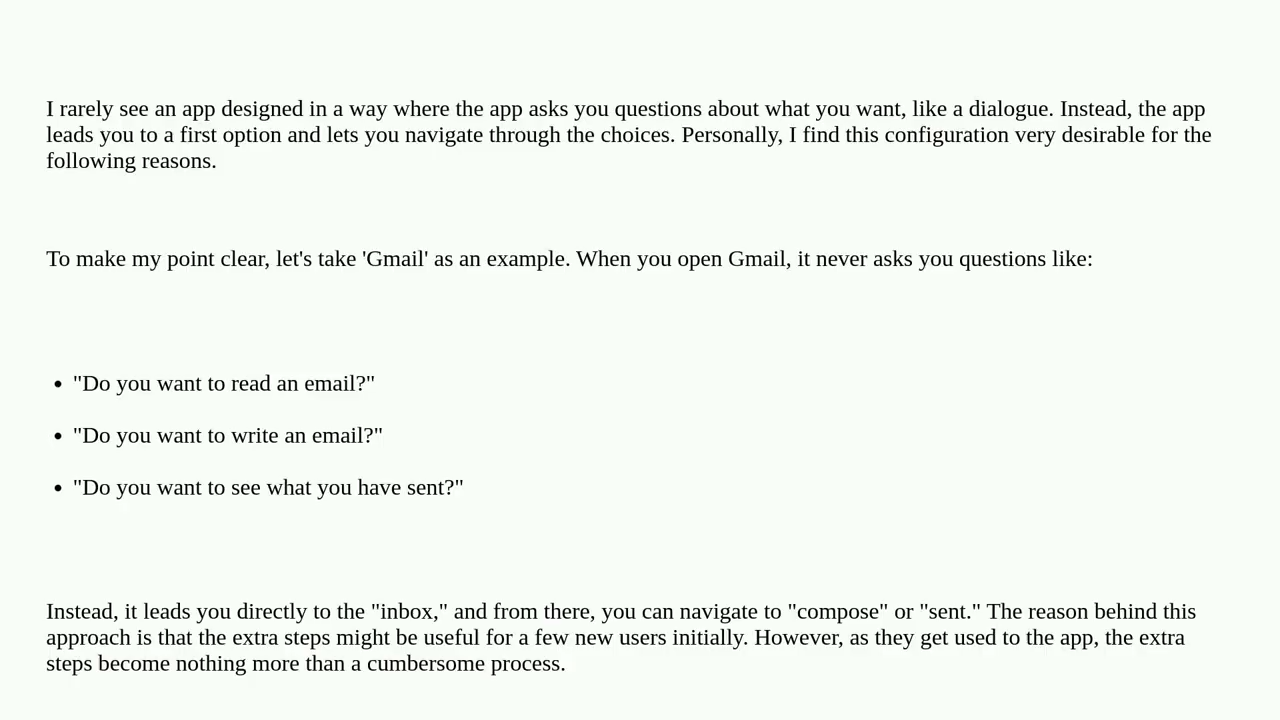 I rarely see an app designed in a way where the app asks you questions about what you want, like a dialogue. Instead, the app
leads you to a first option and lets you navigate through the choices. Personally, I find this configuration very desirable for the
following reasons.
To make my point clear, let's take 'Gmail' as an example. When you open Gmail, it never asks you questions like:
• "Do you want to read an email?"
• "Do you want to write an email?"
• "Do you want to see what you have sent?"
Instead, it leads you directly to the "inbox," and from there, you can navigate to "compose" or "sent." The reason behind this
approach is that the extra steps might be useful for a few new users initially. However, as they get used to the app, the extra
steps become nothing more than a cumbersome process.